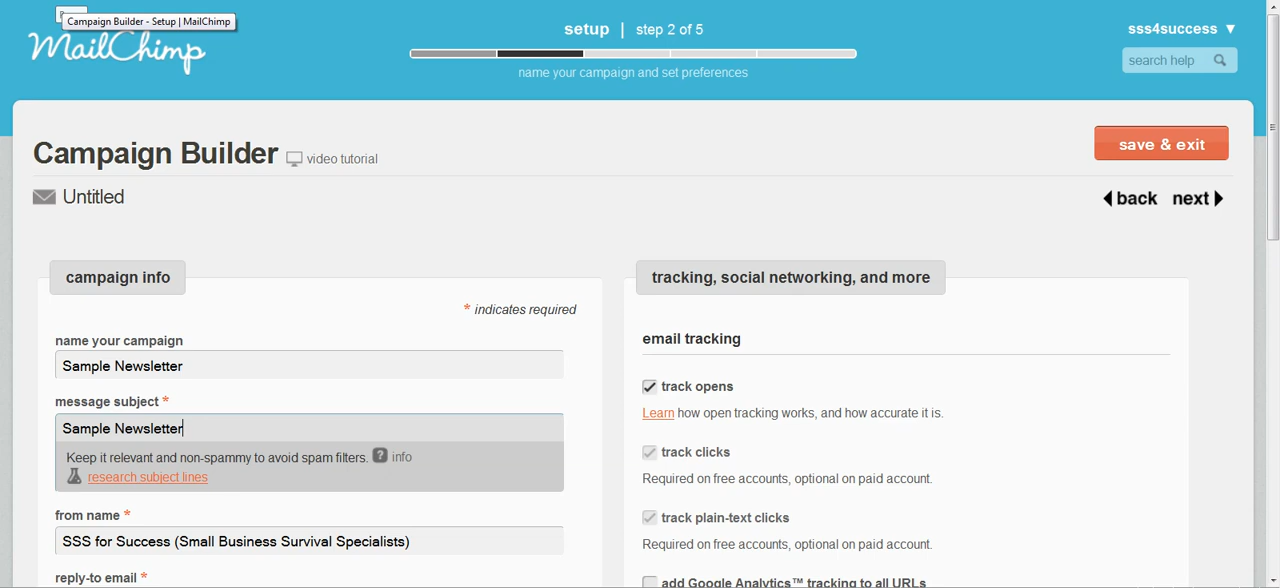 Campaign Builder - Setup | MailChimp
MailChimp
setup | step 2 of 5
name your campaign and set preferences
sss4success ▼
search help
Campaign Builder
video tutorial
save & exit
Untitled
back next
campaign info
* indicates required
name your campaign
Sample Newsletter
message subject *
Sample Newsletter
Keep it relevant and non-spammy to avoid spam filters. ? info
research subject lines
from name *
SSS for Success (Small Business Survival Specialists)
reply-to email *
tracking, social networking, and more
email tracking
track opens
Learn how open tracking works, and how accurate it is.
track clicks
Required on free accounts, optional on paid account.
track plain-text clicks
Required on free accounts, optional on paid account.
add Google Analytics™ tracking to all URLs